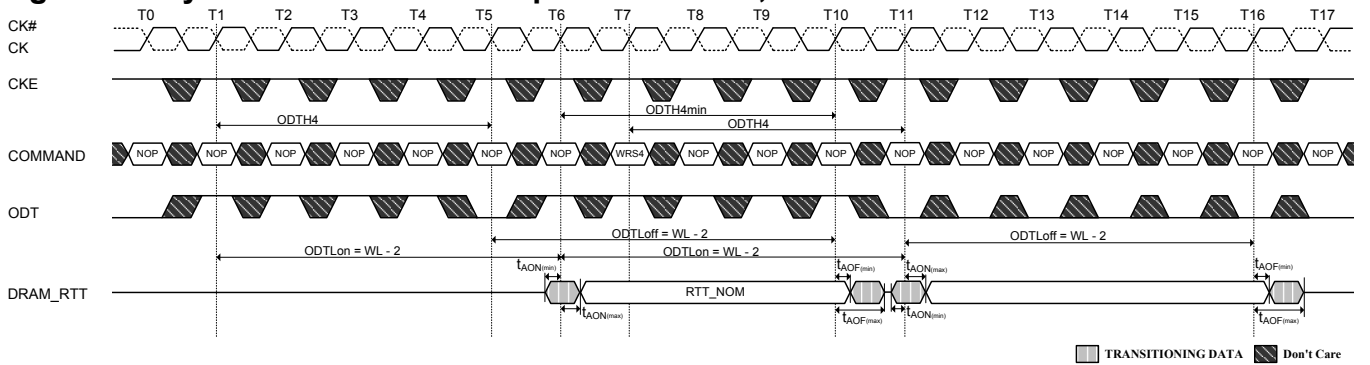 T0 T1 T2 T3 T4 T5 T6 T7 T8 T9 T10 T11 T12 T13 T14 T15 T16 T17
CK#
CK
CKE
ODTH4min
ODTH4 ODTH4
COMMAND NOP NOP NOP NOP NOP NOP NOP WRS4 NOP NOP NOP NOP NOP NOP NOP NOP NOP NOP
ODT
ODTLoff = WL - 2 ODTLoff = WL - 2
ODTLon = WL - 2 ODTLon = WL - 2
tAON(min) tAOF(min) tAON(max) tAOF(min)
DRAM_RTT RTT_NOM
tAON(max) tAOF(max) tAON(min) tAOF(max)
TRANSITIONING DATA Don't Care